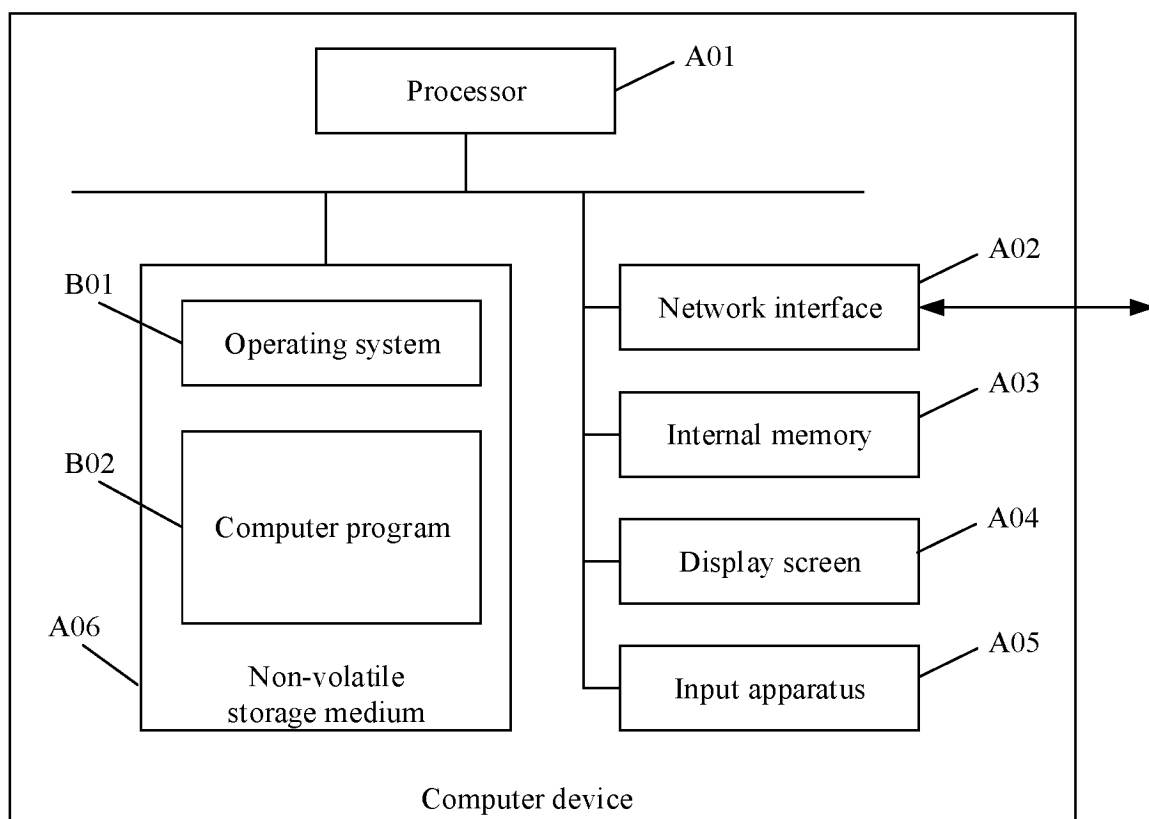 A01
Processor
A02
B01
Network interface
Operating system
A03
Internal memory
B02
Computer program
A04
Display screen
A06
A05
Non-volatile
storage medium
Input apparatus
Computer device